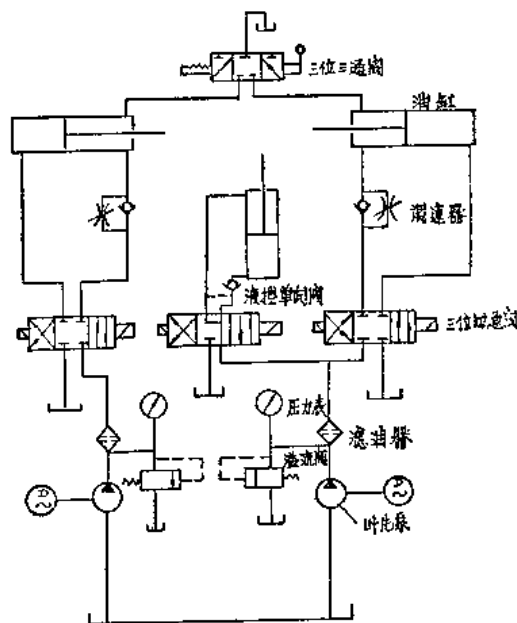 三位三通阀
油缸
调速器
液控单向阀
三位四通阀
压力表
滤油器
溢流阀
叶片泵